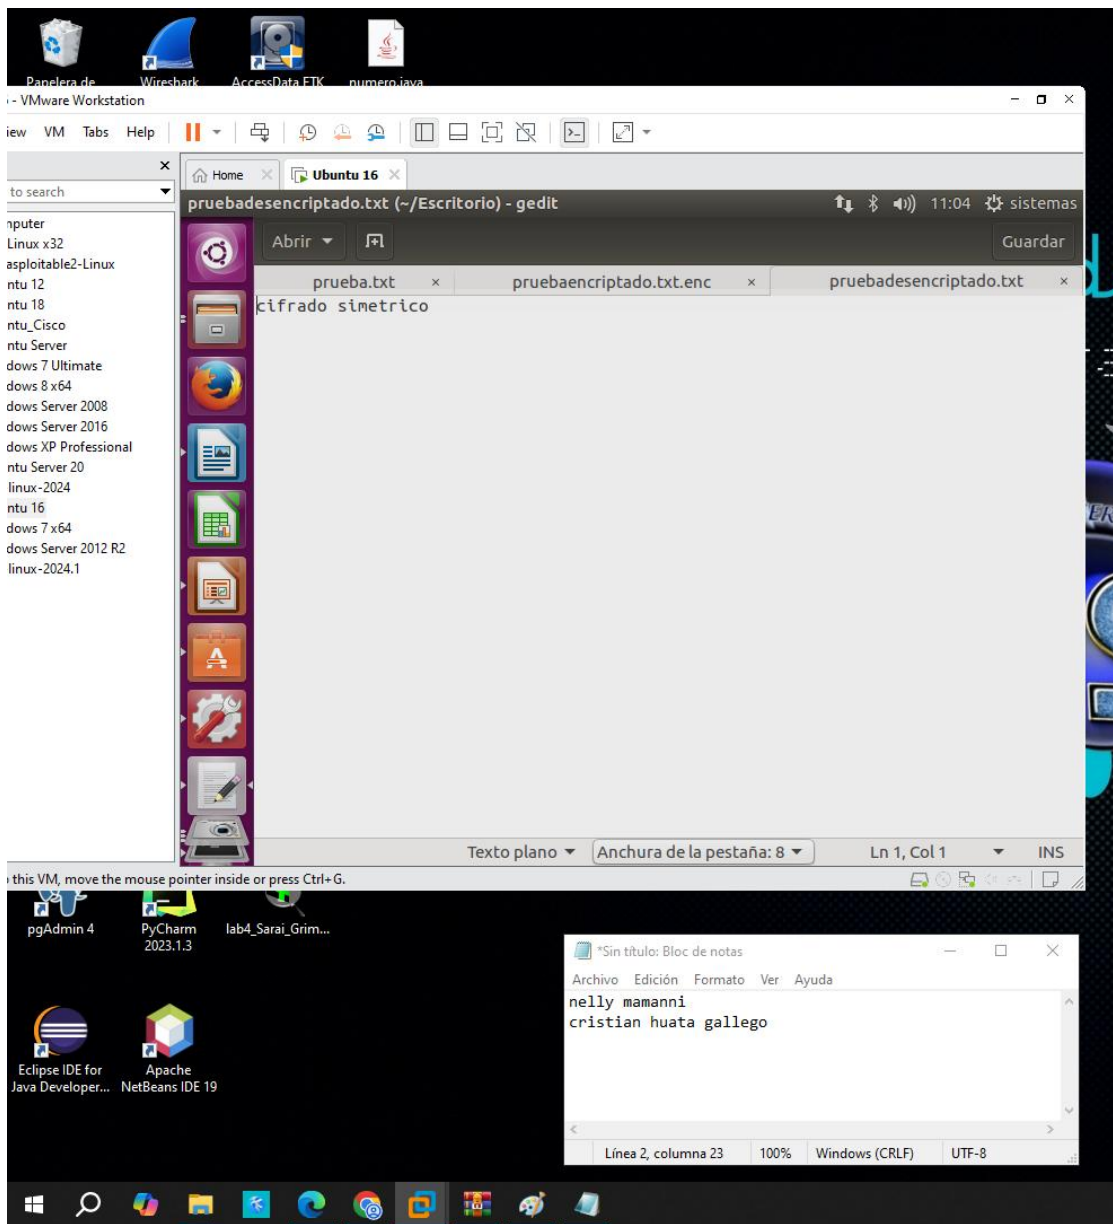 Papelera de
Wireshark
AccessData FTK
numero.java
- VMware Workstation
iew VM Tabs Help
to search
Home
Ubuntu 16
nputer
Linux x32
asploitable2-Linux
ntu 12
ntu 18
ntu_Cisco
ntu Server
dows 7 Ultimate
dows 8 x64
dows Server 2008
dows Server 2016
dows XP Professional
ntu Server 20
linux-2024
ntu 16
dows 7 x64
dows Server 2012 R2
linux-2024.1
pruebadesencriptado.txt (~/Escritorio) - gedit
11:04 sistemas
Abrir
Guardar
prueba.txt
pruebaencriptado.txt.enc
pruebadesencriptado.txt
cifrado simetrico
Texto plano
Anchura de la pestaña: 8
Ln 1, Col 1
INS
this VM, move the mouse pointer inside or press Ctrl+G.
pgAdmin 4
PyCharm
2023.1.3
lab4_Sarai_Grim...
Eclipse IDE for
Java Developer...
Apache
NetBeans IDE 19
*Sin título: Bloc de notas
Archivo Edición Formato Ver Ayuda
nelly mamanni
cristian huata gallego
Línea 2, columna 23
100%
Windows (CRLF)
UTF-8